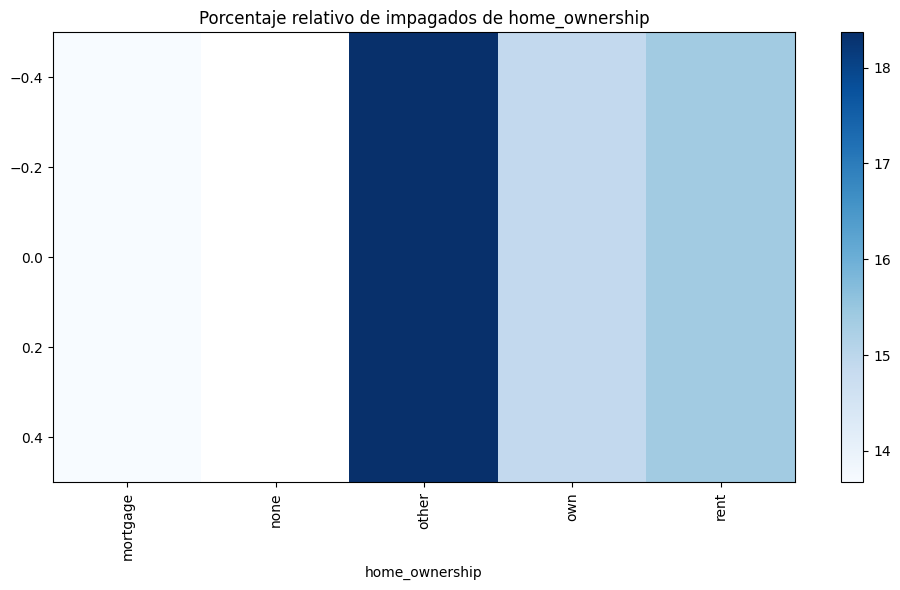 Porcentaje relativo de impagados de home_ownership
−0.4
−0.2
0.0
0.2
0.4
mortgage
none
other
own
rent
home_ownership
18
17
16
15
14